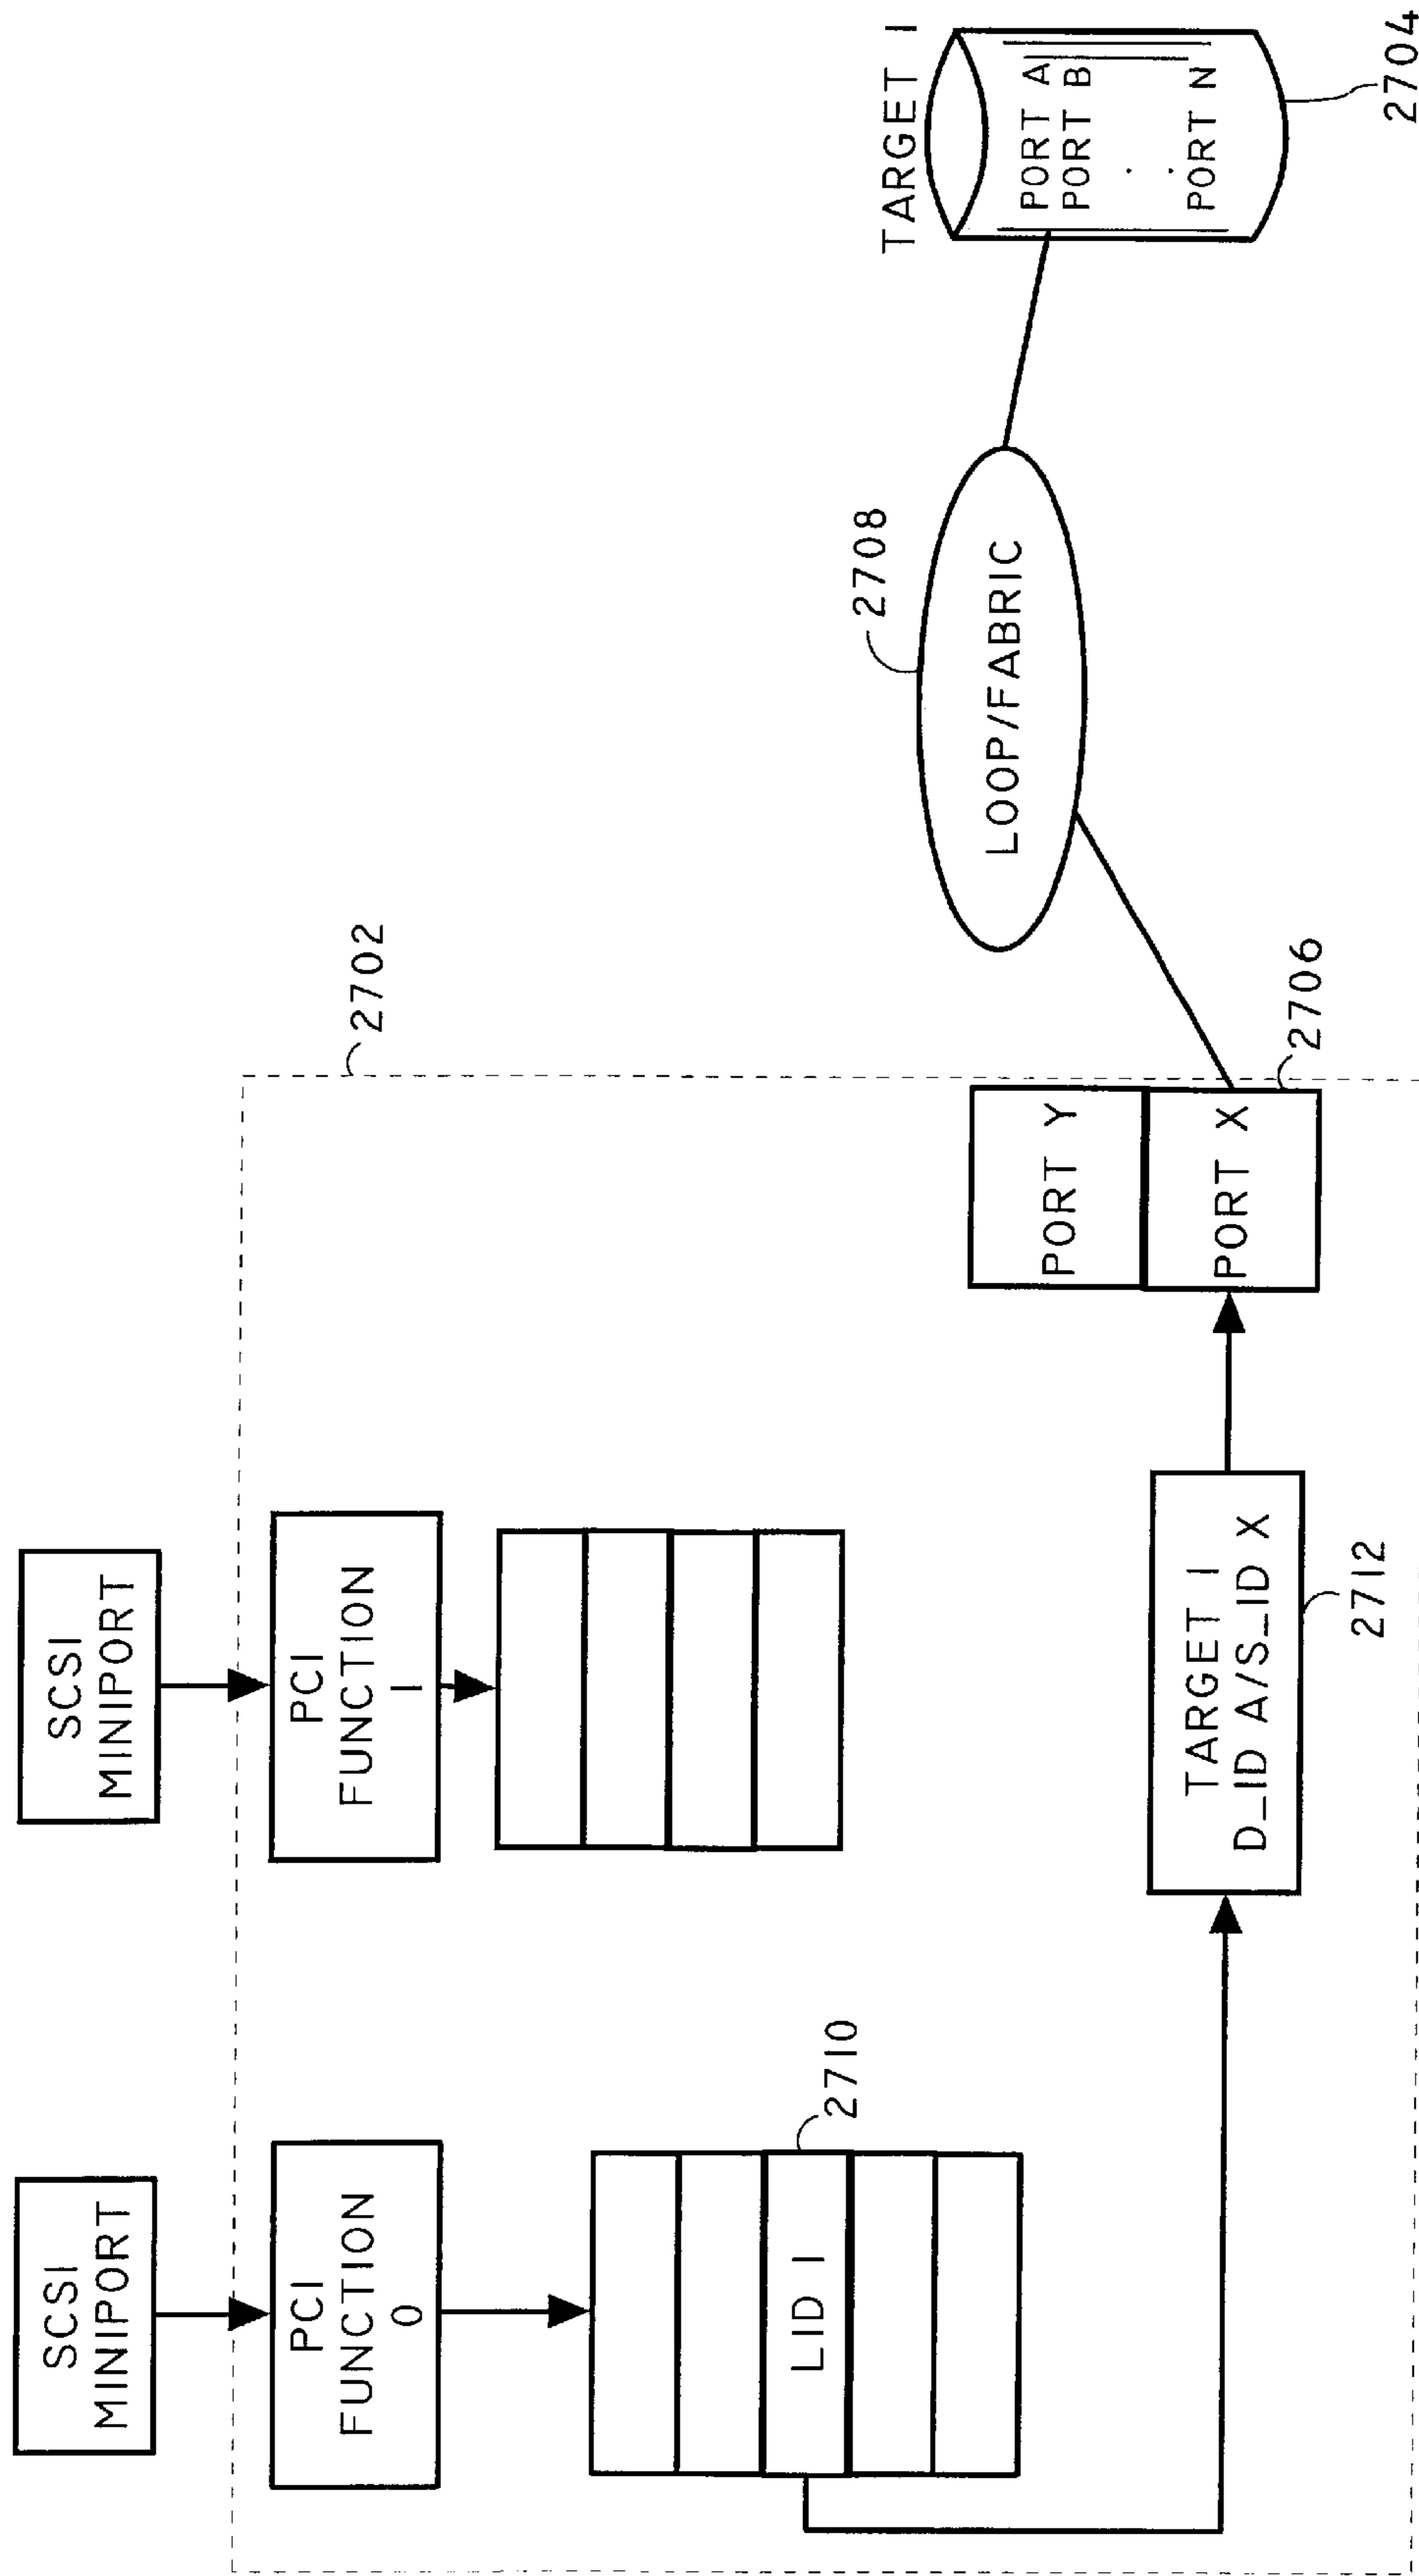 SCSI
MINIPORT
SCSI
MINIPORT
2702
PCI
FUNCTION
0
PCI
FUNCTION
1
LID 1
2710
TARGET 1
D_ID A/S_ID X
2712
PORT Y
PORT X
2706
2708
LOOP/FABRIC
TARGET 1
PORT A
PORT B
.
.
PORT N
2704